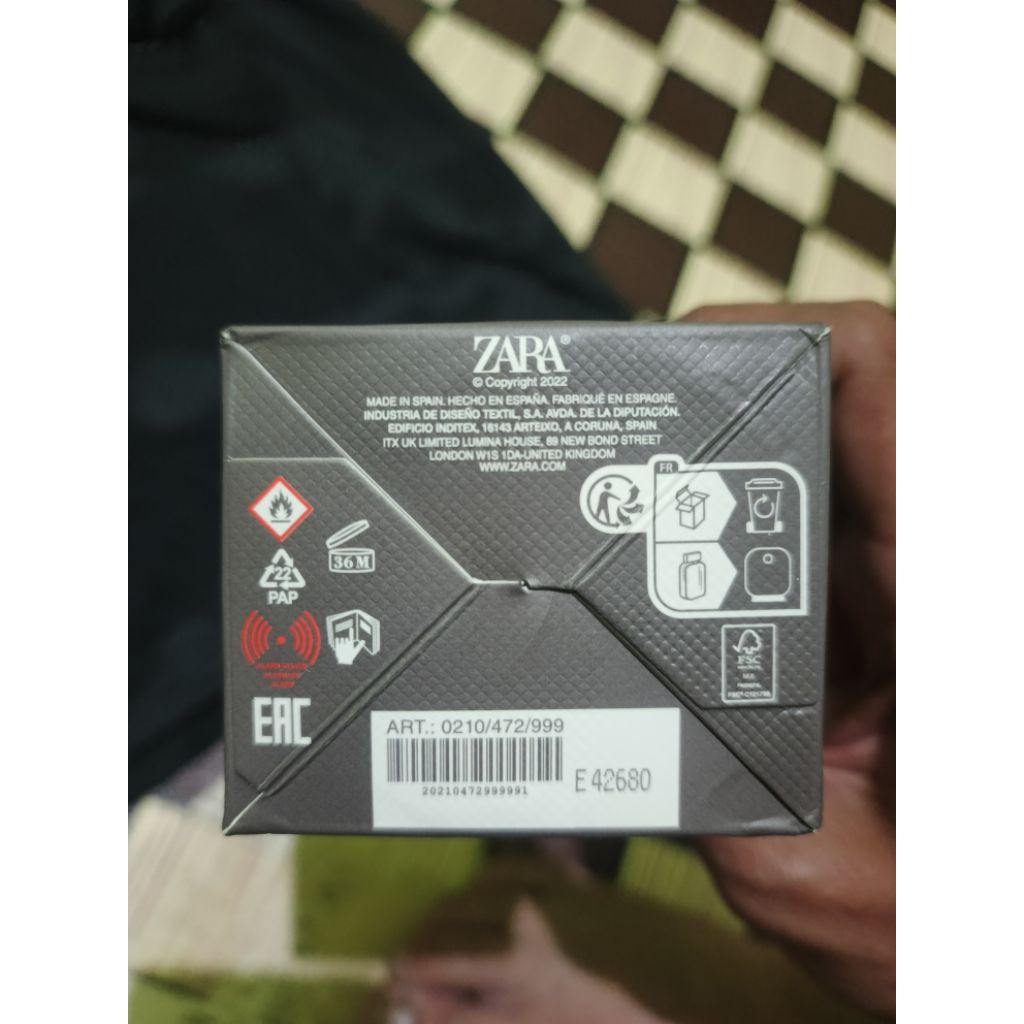 ZARA®
© Copyright 2022
MADE IN SPAIN. HECHO EN ESPAÑA. FABRIQUÉ EN ESPAGNE.
INDUSTRIA DE DISEÑO TEXTIL, S.A. AVDA. DE LA DIPUTACIÓN.
EDIFICIO INDITEX, 15143 ARTEIXO, A CORUNA, SPAIN
ITX UK LIMITED LUMINA HOUSE, 89 NEW BOND STREET
LONDON W1S 1DA-UNITED KINGDOM
WWW.ZARA.COM
FR
36 M
22
PAP
FSC
EAC
ART.: 0210/472/999
20210472999991
E 42680